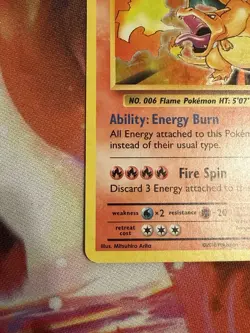 NO. 006 Flame Pokémon HT: 5'07"
Ability: Energy Burn
All Energy attached to this
instead of their usual type.
Fire Spin
Discard 3 Energy attached to
weakness ×2 resistance -20
retreat
cost
Illus. Mitsuhiro Arita ©2016